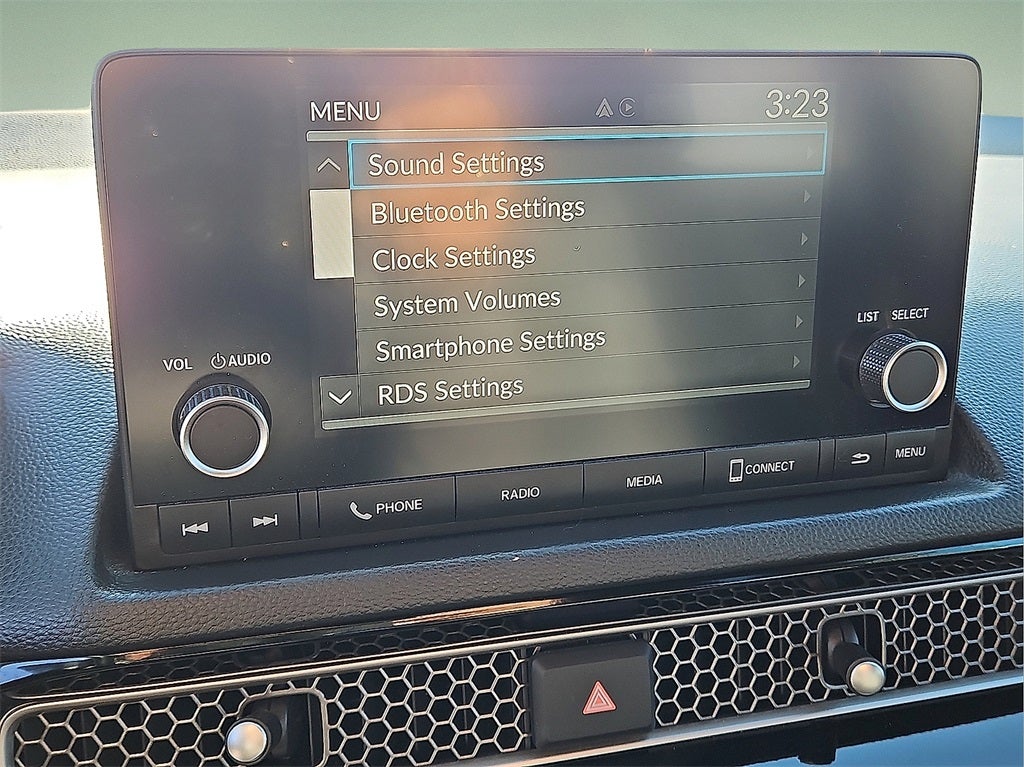 MENU 3:23
Sound Settings
Bluetooth Settings
Clock Settings
System Volumes
Smartphone Settings
RDS Settings
VOL AUDIO
LIST SELECT
PHONE RADIO MEDIA CONNECT MENU